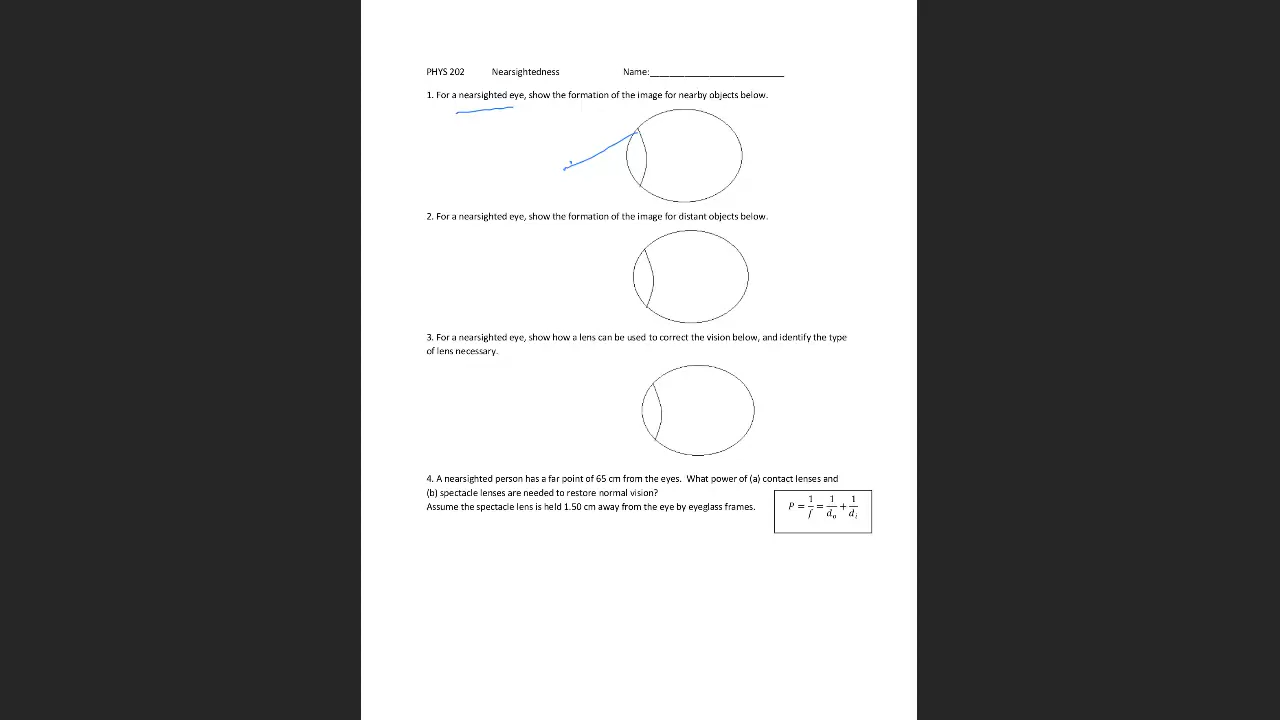 PHYS 202 Nearsightedness Name:____________________________
1. For a nearsighted eye, show the formation of the image for nearby objects below.
2. For a nearsighted eye, show the formation of the image for distant objects below.
3. For a nearsighted eye, show how a lens can be used to correct the vision below, and identify the type
of lens necessary.
4. A nearsighted person has a far point of 65 cm from the eyes. What power of (a) contact lenses and
(b) spectacle lenses are needed to restore normal vision?
Assume the spectacle lens is held 1.50 cm away from the eye by eyeglass frames.
P = 1/f = 1/d_o + 1/d_i